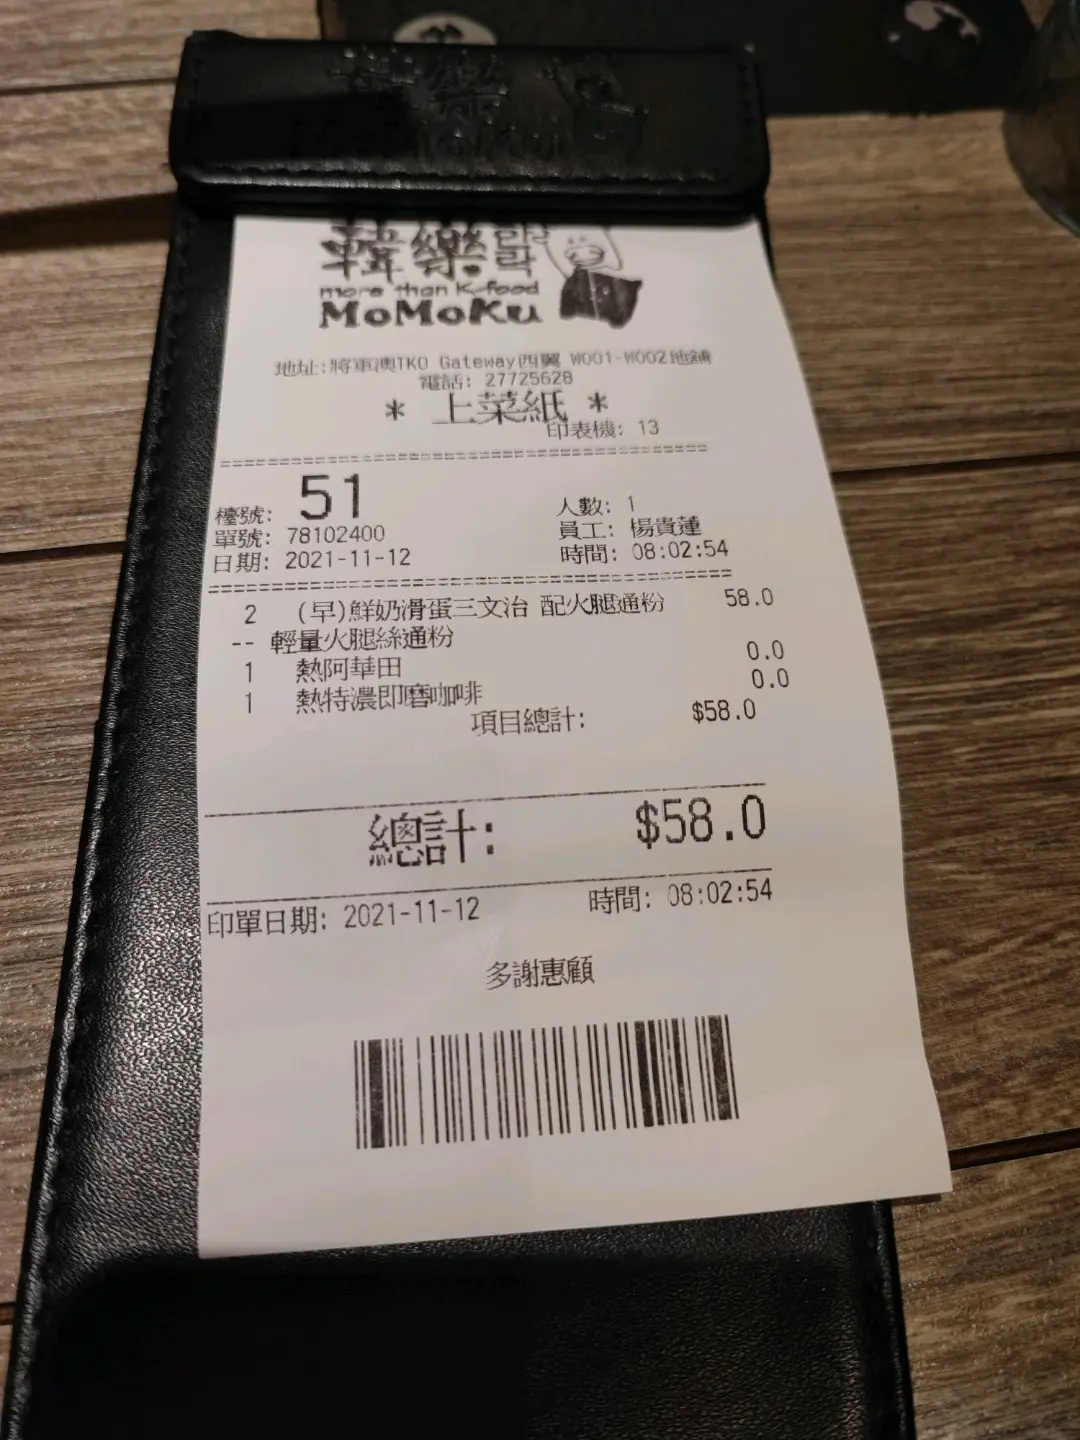 韓樂哥
more than K-food
MoMoKu
地址:將軍澳TKO Gateway西翼 W001-W002地舖
電話: 27725628
* 上菜紙 *
印表機: 13
檯號: 51 人數: 1
單號: 78102400 員工: 楊貴蓮
日期: 2021-11-12 時間: 08:02:54
2 (早)鮮奶滑蛋三文治 配火腿通粉 58.0
-- 輕量火腿絲通粉
1 熱阿華田 0.0
1 熱特濃即磨咖啡 0.0
項目總計: $58.0
總計: $58.0
印單日期: 2021-11-12 時間: 08:02:54
多謝惠顧